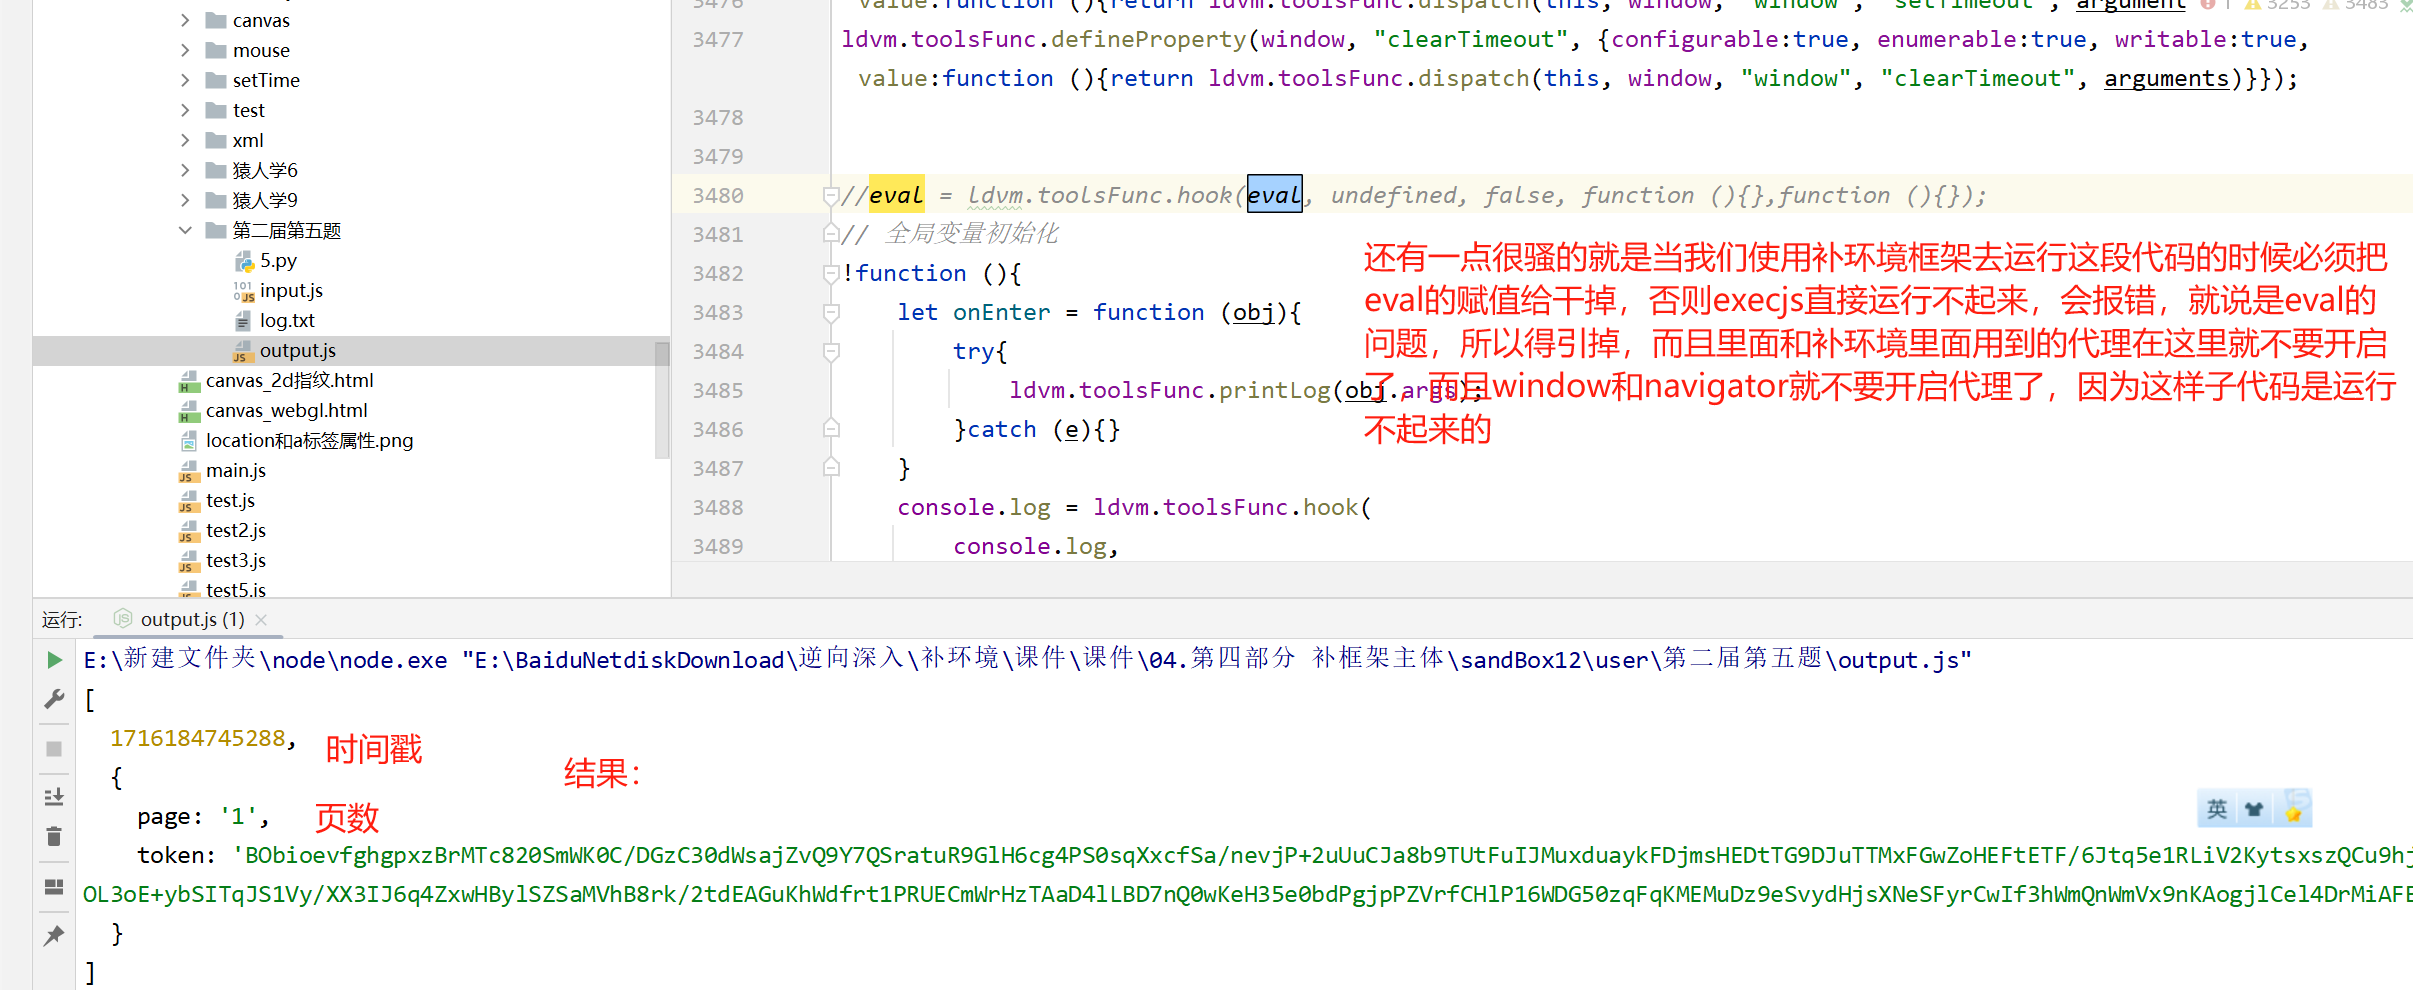 canvas
mouse
setTime
test
xml
猿人学6
猿人学9
第二届第五题
5.py
input.js
log.txt
output.js
canvas_2d指纹.html
canvas_webgl.html
location和a标签属性.png
main.js
test.js
test2.js
test3.js
test5.js
3476
value:function (){return ldvm.toolsFunc.dispatch(this, window, "window", "setTimeout", argument
1 3253 3483
3477 ldvm.toolsFunc.defineProperty(window, "clearTimeout", {configurable:true, enumerable:true, writable:true,
value:function (){return ldvm.toolsFunc.dispatch(this, window, "window", "clearTimeout", arguments)}});
3478
3479
3480 //eval = ldvm.toolsFunc.hook(eval, undefined, false, function (){},function (){});
3481 // 全局变量初始化
3482 !function (){
3483 let onEnter = function (obj){
3484 try{
3485 ldvm.toolsFunc.printLog(obj.args);
3486 }catch (e){}
3487 }
3488 console.log = ldvm.toolsFunc.hook(
3489 console.log,
还有一点很骚的就是当我们使用补环境框架去运行这段代码的时候必须把
eval的赋值给干掉，否则execjs直接运行不起来，会报错，就说是eval的
问题，所以得引掉，而且里面和补环境里面用到的代理在这里就不要开启
了，而且window和navigator就不要开启代理了，因为这样子代码是运行
不起来的
运行: output.js (1)
E:\新建文件夹\node\node.exe "E:\BaiduNetdiskDownload\逆向深入\补环境\课件\课件\04.第四部分 补框架主体\sandBox12\user\第二届第五题\output.js"
[
1716184745288, 时间戳
结果：
{
page: '1', 页数
token: 'BObioevfghgpxzBrMTc820SmWK0C/DGzC30dWsajZvQ9Y7QSratuR9GlH6cg4PS0sqXxcfSa/nevjP+2uUuCJa8b9TUtFuIJMuxduaykFDjmsHEDtTG9DJuTTMxFGwZoHEFtETF/6Jtq5e1RLiV2KytsxszQCu9hj
OL3oE+ybSITqJS1Vy/XX3IJ6q4ZxwHBylSZSaMVhB8rk/2tdEAGuKhWdfrt1PRUECmWrHzTAaD4lLBD7nQ0wKeH35e0bdPgjpPZVrfCHlP16WDG50zqFqKMEMuDz9eSvydHjsXNeSFyrCwIf3hWmQnWmVx9nKAogjlCel4DrMiAFE
}
]
英